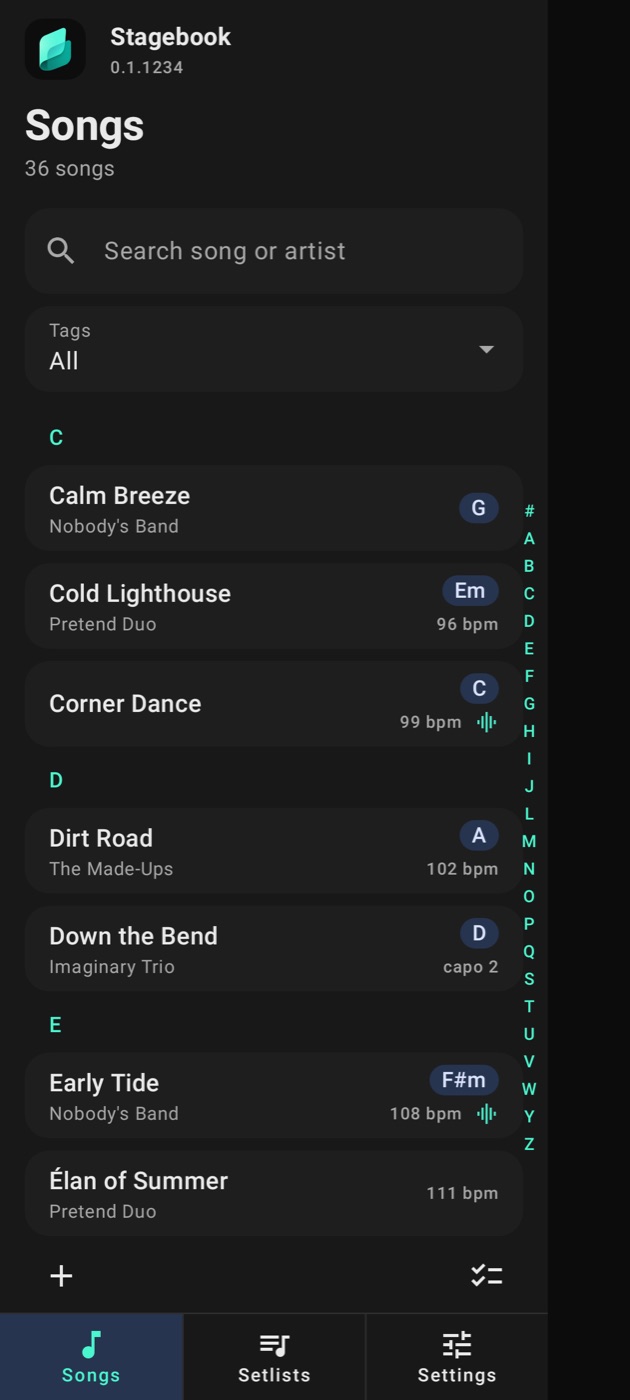 Stagebook
0.1.1234
Songs
36 songs
Search song or artist
Tags
All
C
Calm Breeze
Nobody's Band
G
Cold Lighthouse
Pretend Duo
Em
96 bpm
Corner Dance
C
99 bpm
D
Dirt Road
The Made-Ups
A
102 bpm
Down the Bend
Imaginary Trio
D
capo 2
E
Early Tide
Nobody's Band
F#m
108 bpm
Élan of Summer
Pretend Duo
111 bpm
#
A
B
C
D
E
F
G
H
I
J
L
M
N
O
P
Q
S
T
U
V
W
Y
Z
Songs
Setlists
Settings